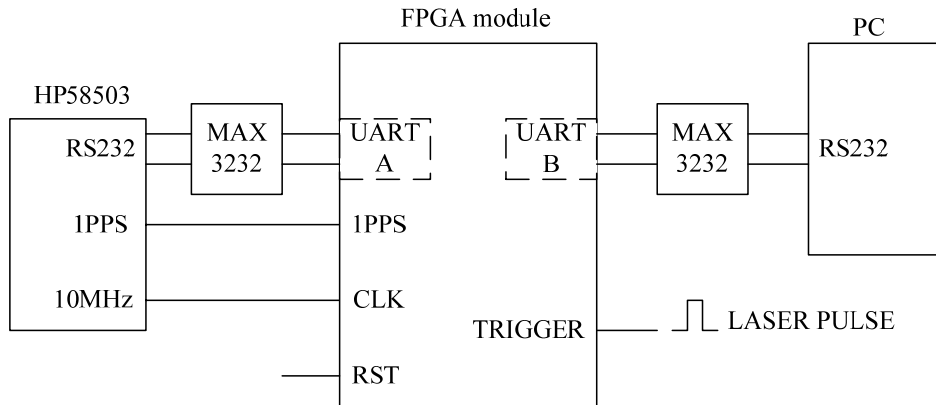 FPGA module
PC
HP58503
RS232
MAX
3232
UART
A
UART
B
MAX
3232
RS232
1PPS
1PPS
10MHz
CLK
TRIGGER
LASER PULSE
RST